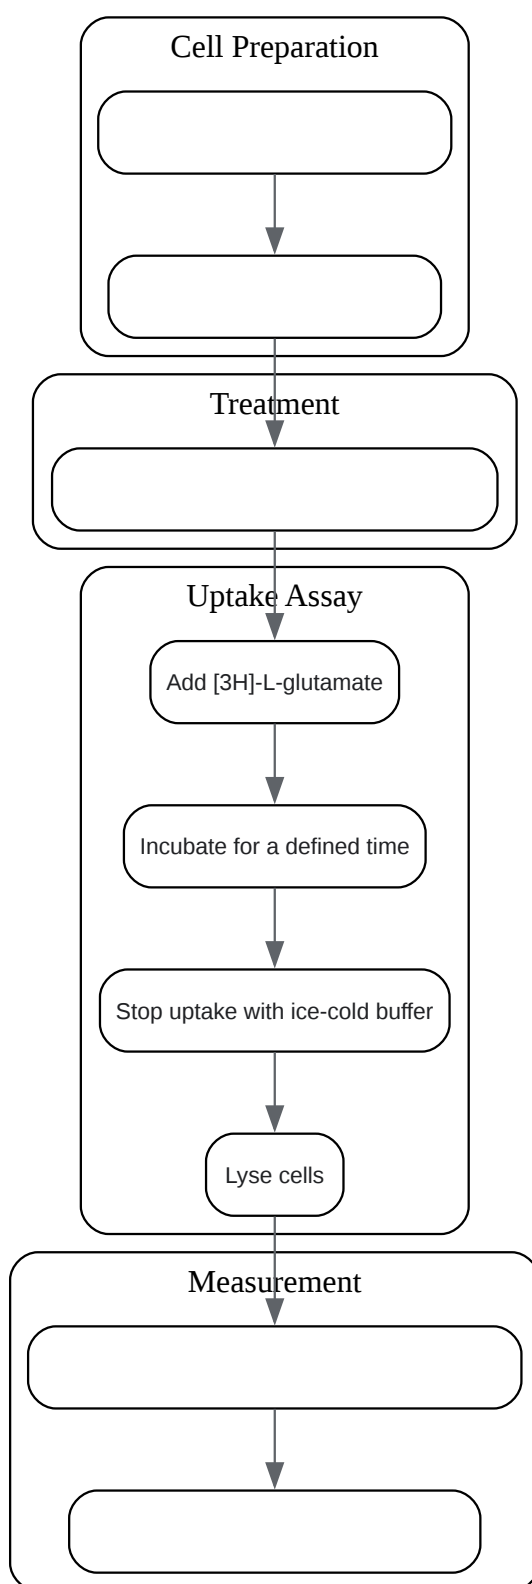 Cell Preparation
Treatment
Uptake Assay
Add [3H]-L-glutamate
Incubate for a defined time
Stop uptake with ice-cold buffer
Lyse cells
Measurement